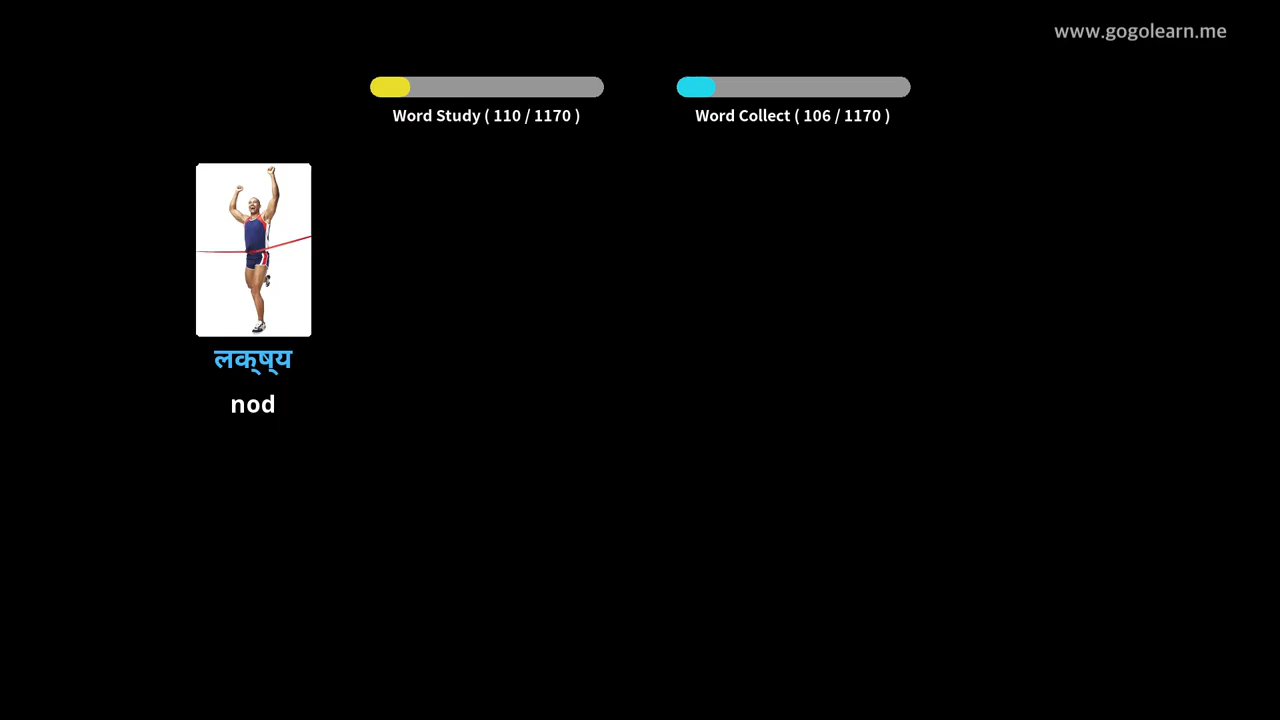 www.gogolearn.me
Word Study ( 110 / 1170 )
Word Collect ( 106 / 1170 )
लक्ष्य
nod